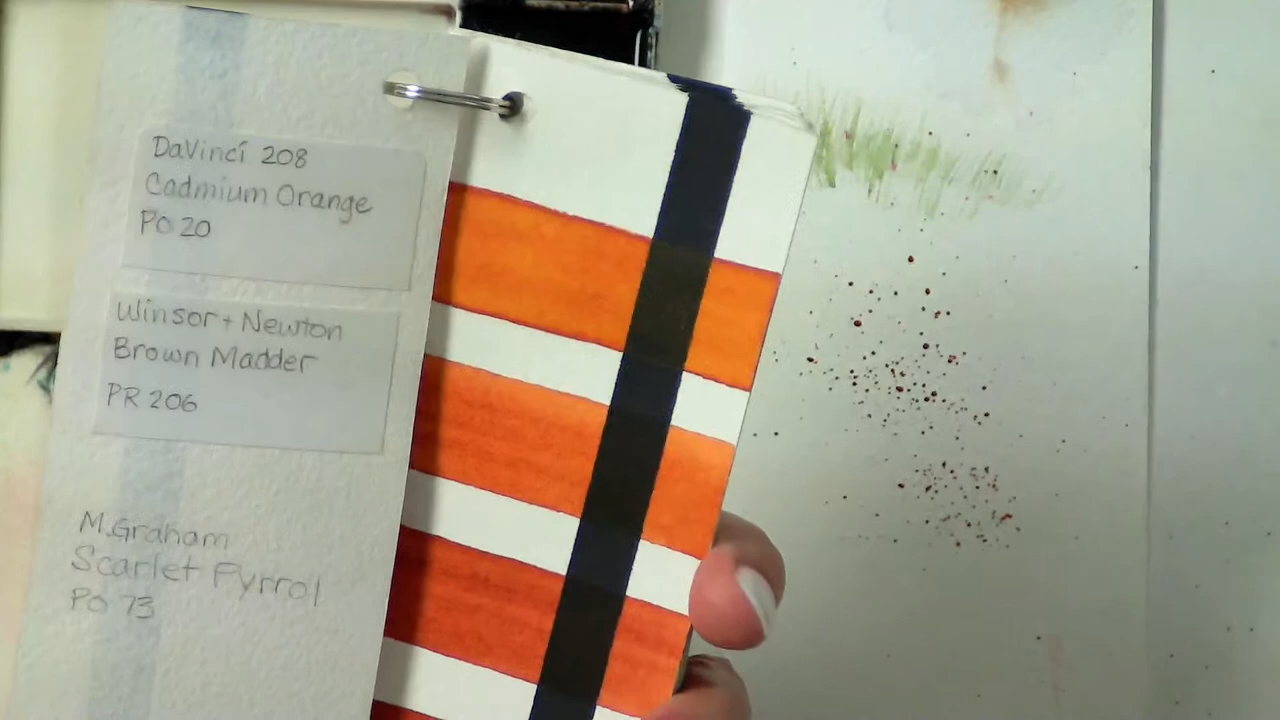 DaVinci 208
Cadmium Orange
PO 20
Winsor + Newton
Brown Madder
PR 206
M.Graham
Scarlet Pyrrol
PO 73